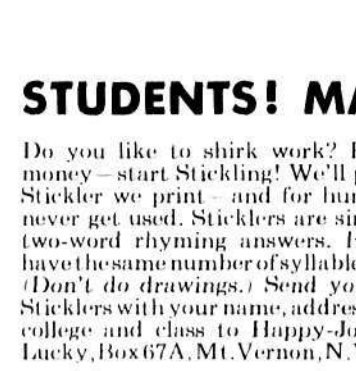 STUDENTS! MA
Do you like to shirk work?
money—start Stickling! We'll
Stickler we print—and for hun
never get used. Sticklers are si
two-word rhyming answers.
have the same number of syllable
(Don't do drawings.) Send yo
Sticklers with your name, addres
college and class to Happy-Jo
Lucky, Box 67A, Mt. Vernon, N.